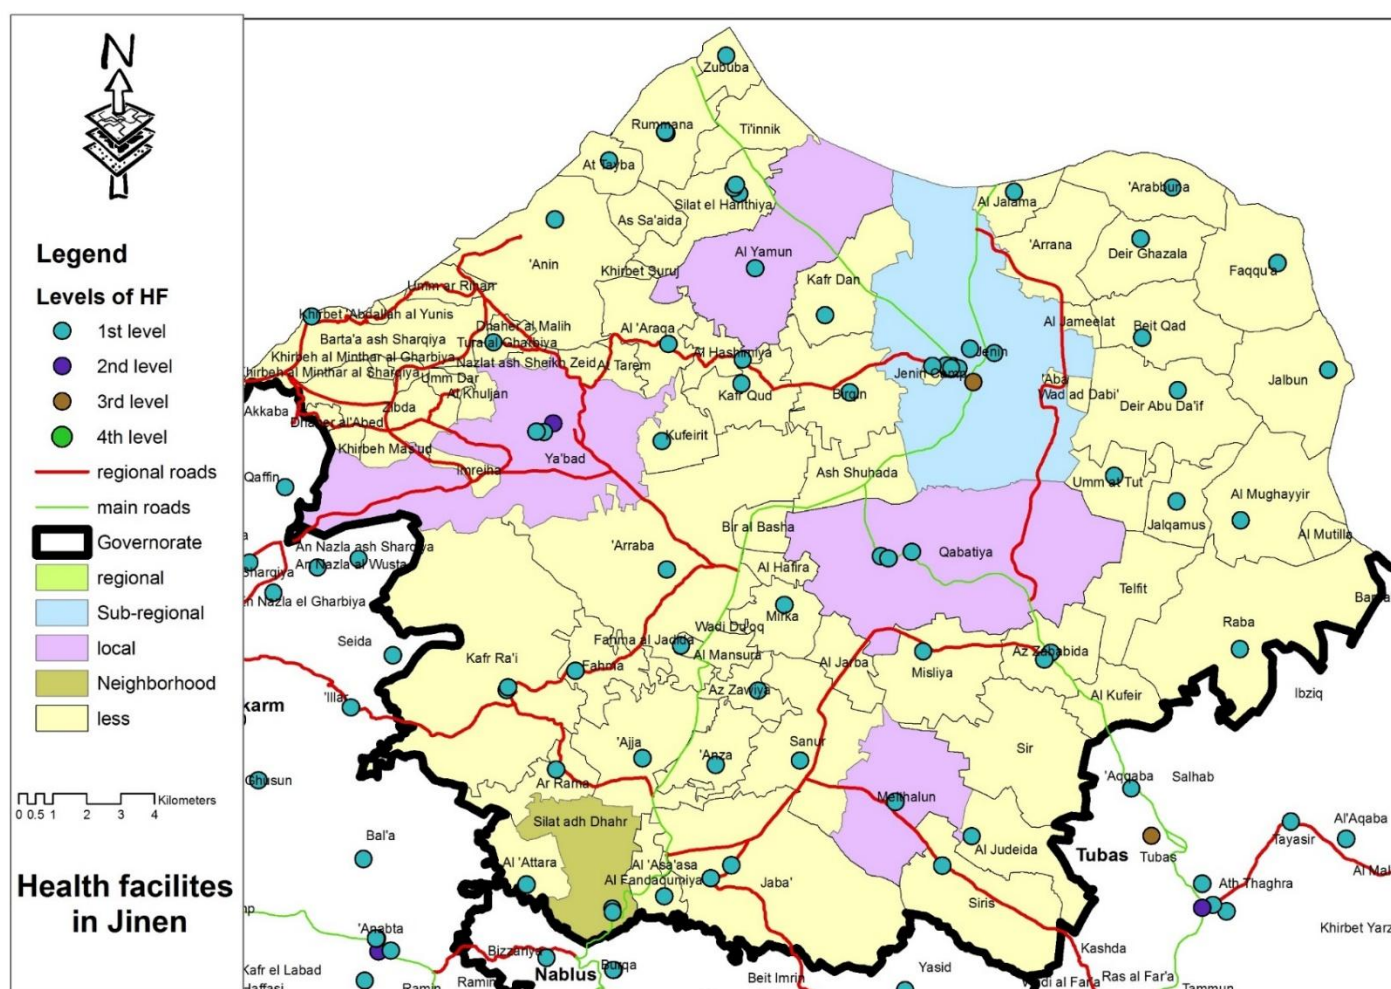 N
Legend
Levels of HF
1st level
2nd level
3rd level
4th level
regional roads
main roads
Governorate
regional
Sub-regional
local
Neighborhood
less
0 0.5 1 2 3 4 Kilometers
Health facilites
in Jinen
Zububa
Rummana
Ti'innik
At Tayba
Silat el Harithiya
As Sa'aida
Al Jalama
'Arabbuna
'Arrana
Deir Ghazala
'Anin
Khirbet Suruj
Al Yamun
Kafr Dan
Faqqu'a
Umm ar Rihan
Khirbet 'Abdallah al Yunis
Dhaher al Malih
Al 'Araqa
Al Jameelat
Beit Qad
Barta'a ash Sharqiya
Tura al Gharbiya
Al Hashimiya
Jenin
Khirbeh al Minthar al Gharbiya
Nazlat ash Sheikh Zeid
At Tarem
Jenin Camp
Jalbun
Khirbeh al Minthar al Sharqiya
Umm Dar
'Aba
Al Khuljan
Kafr Qud
Birqin
Wad ad Dabi'
Deir Abu Da'if
Akkaba
Zibda
Dhaher al'Abed
Kufeirit
Khirbeh Mas'ud
Ya'bad
Imreiha
Ash Shuhada
Qaffin
Umm at Tut
Al Mughayyir
Jalqamus
Bir al Basha
Al Mutilla
An Nazla ash Sharqiya
'Arraba
Qabatiya
An Nazla al Wusta
Al Hafira
Telfit
Mirka
Seida
Wadi Du'oq
Fahma al Jadida
Raba
Kafr Ra'i
Al Mansura
Az Zababida
Fahma
Al Jarba
Misliya
Az Zawiya
Al Kufeir
Ibziq
'Illar
karm
'Ajja
'Anza
Sanur
Sir
Ar Rama
'Aqqaba
Salhab
Meithalun
Silat adh Dhahr
Al'Aqaba
Tayasir
Bal'a
Al Judeida
Tubas
Tubas
Al 'Attara
Al 'Asa'asa
Al Fandaqumiya
Jaba'
Ath Thaghra
Siris
'Anabta
Khirbet Yarz
Bizzariya
Kashda
Kafr el Labad
Nablus
Burqa
Beit Imrin
Yasid
Ras al Far'a
Ramin
Ramin
Tammun